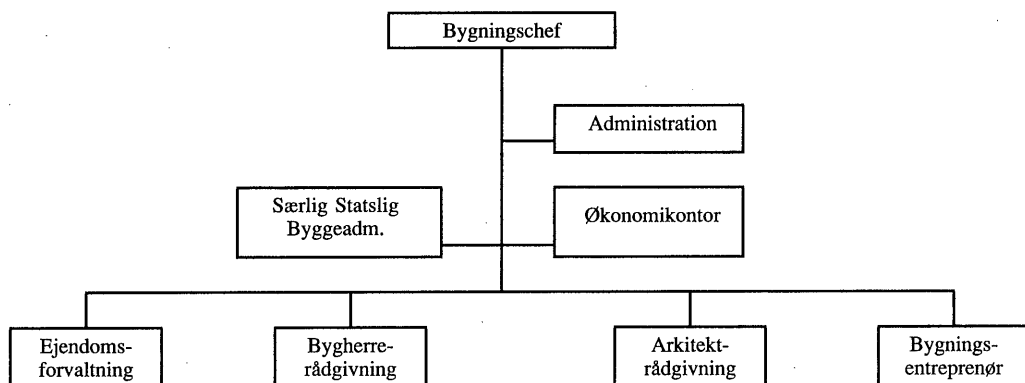 Bygningschef
Administration
Særlig Statslig
Byggeadm.
Økonomikontor
Ejendoms-
forvaltning
Bygherre-
rådgivning
Arkitekt-
rådgivning
Bygnings-
entreprenør